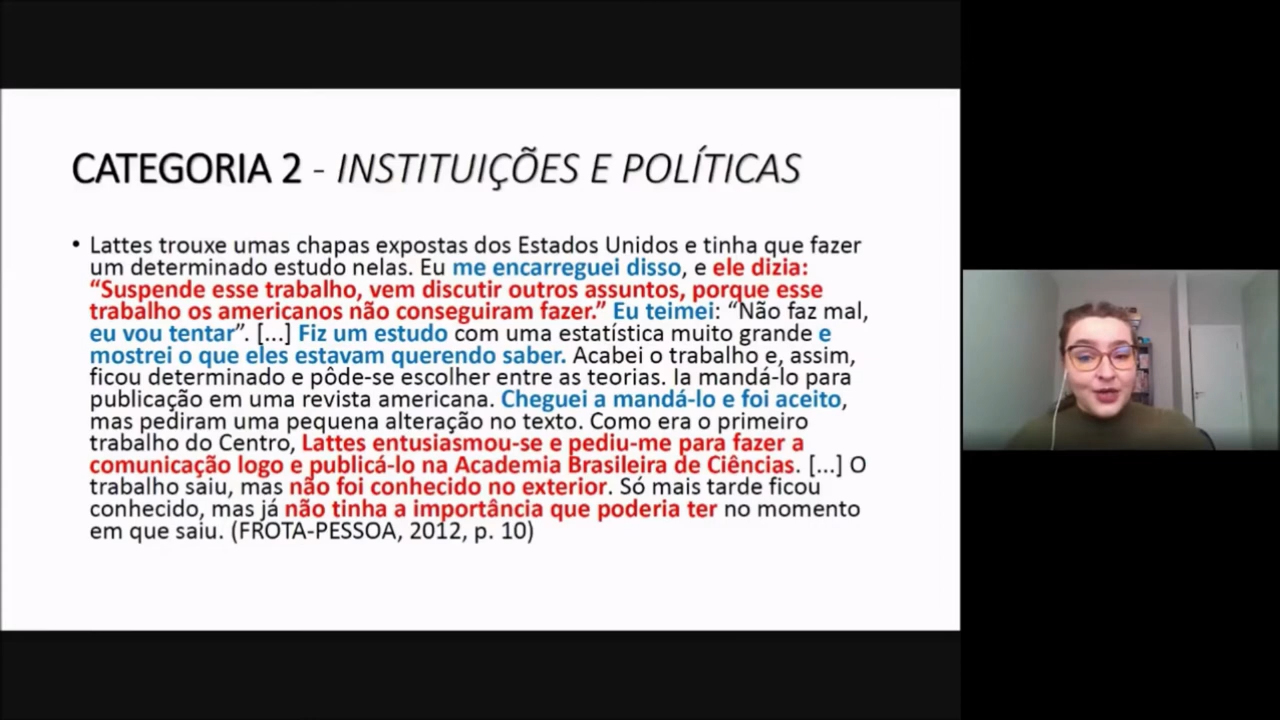 CATEGORIA 2 - INSTITUIÇÕES E POLÍTICAS
• Lattes trouxe umas chapas expostas dos Estados Unidos e tinha que fazer
um determinado estudo nelas. Eu me encarreguei disso, e ele dizia:
“Suspende esse trabalho, vem discutir outros assuntos, porque esse
trabalho os americanos não conseguiram fazer.” Eu teimei: “Não faz mal,
eu vou tentar”. [...] Fiz um estudo com uma estatística muito grande e
mostrei o que eles estavam querendo saber. Acabei o trabalho e, assim,
ficou determinado e pôde-se escolher entre as teorias. Ia mandá-lo para
publicação em uma revista americana. Cheguei a mandá-lo e foi aceito,
mas pediram uma pequena alteração no texto. Como era o primeiro
trabalho do Centro, Lattes entusiasmou-se e pediu-me para fazer a
comunicação logo e publicá-lo na Academia Brasileira de Ciências. [...] O
trabalho saiu, mas não foi conhecido no exterior. Só mais tarde ficou
conhecido, mas já não tinha a importância que poderia ter no momento
em que saiu. (FROTA-PESSOA, 2012, p. 10)